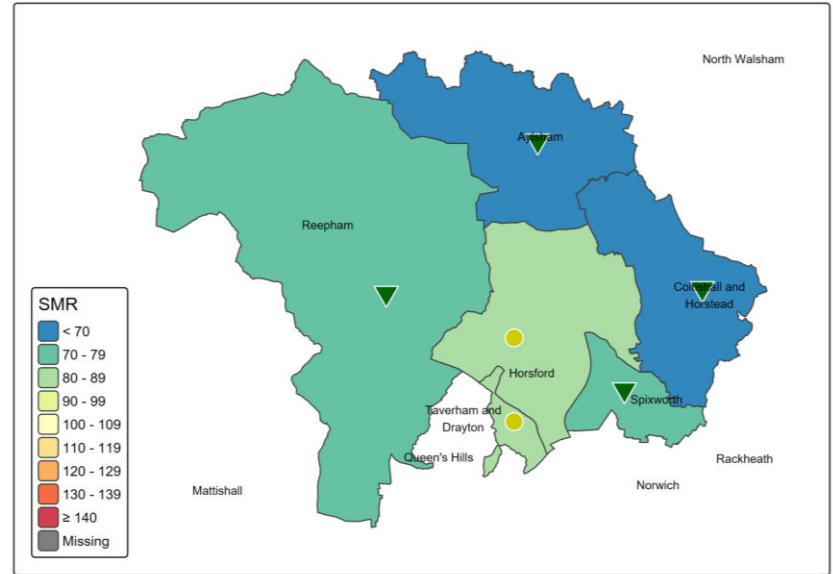 North Walsham
Aylsham
Reepham
Coltishall and
Horstead
SMR
< 70
70 - 79
80 - 89
90 - 99
100 - 109
110 - 119
120 - 129
130 - 139
≥ 140
Missing
Horsford
Taverham and
Drayton
Spixworth
Queen's Hills
Rackheath
Mattishall
Norwich